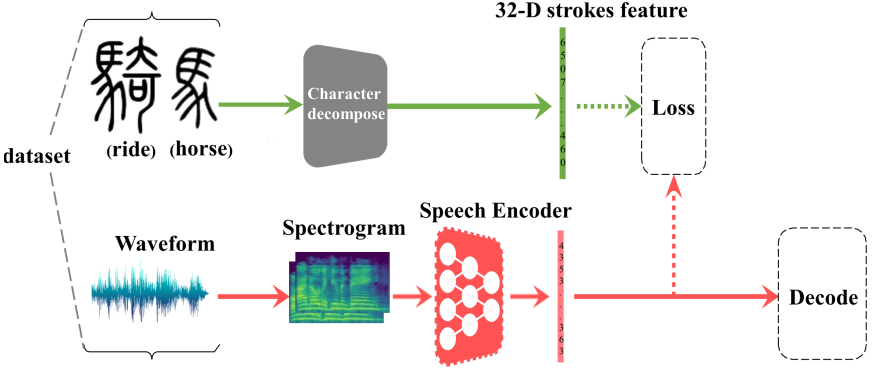 32-D strokes feature
騎 馬
(ride) (horse)
Character
decompose
Loss
dataset
6
5
0
7
.
.
4
6
0
Waveform
Spectrogram
Speech Encoder
4
3
5
3
.
.
3
6
3
Decode